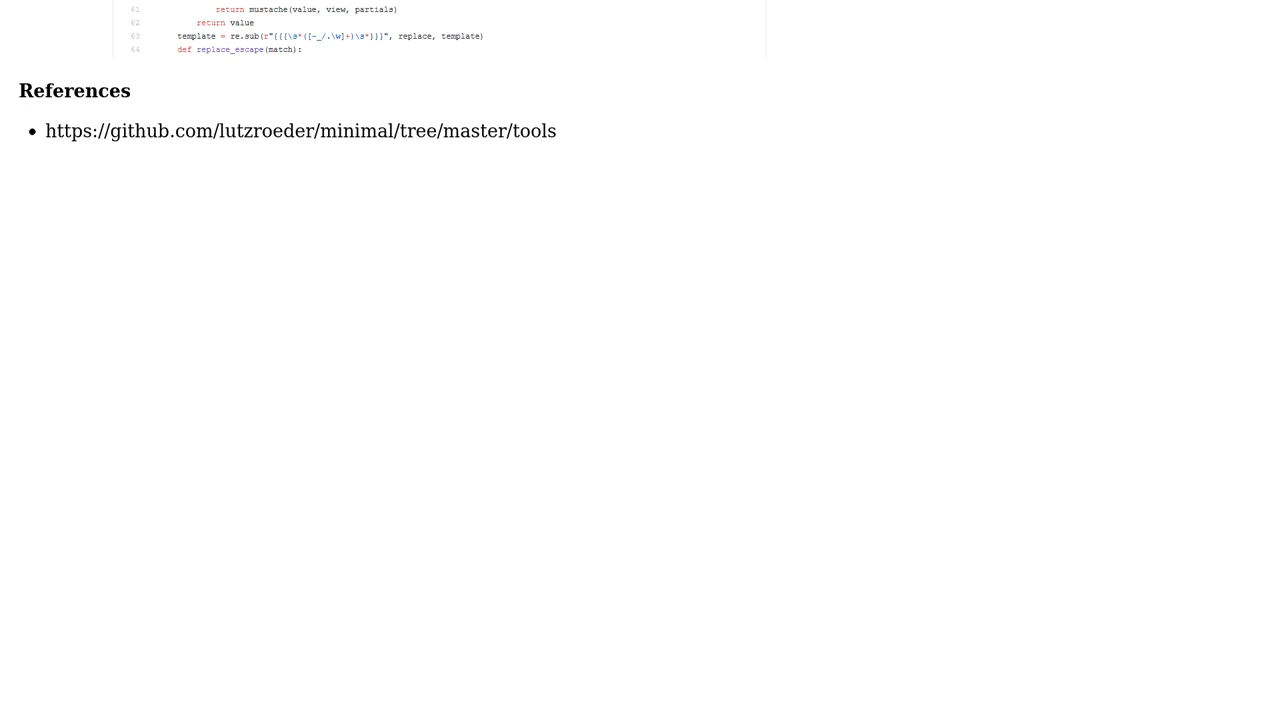 61 return mustache(value, view, partials)
62 return value
63 template = re.sub(r"{{{\s*([-_/.\w]+)\s*}}}", replace, template)
64 def replace_escape(match):
References
• https://github.com/lutzroeder/minimal/tree/master/tools